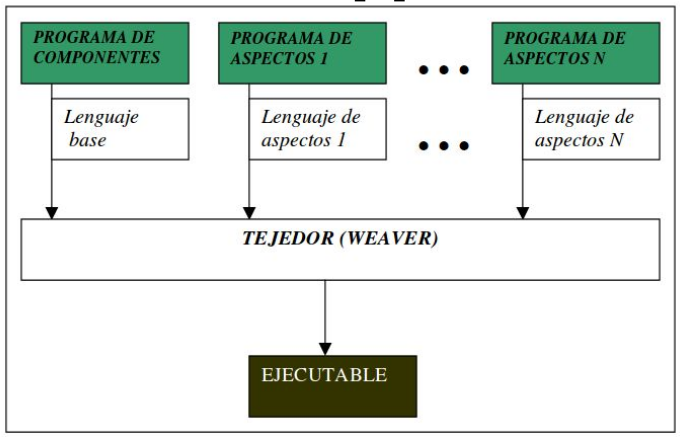 PROGRAMA DE
COMPONENTES
PROGRAMA DE
ASPECTOS 1
PROGRAMA DE
ASPECTOS N
Lenguaje
base
Lenguaje de
aspectos 1
Lenguaje de
aspectos N
TEJEDOR (WEAVER)
EJECUTABLE